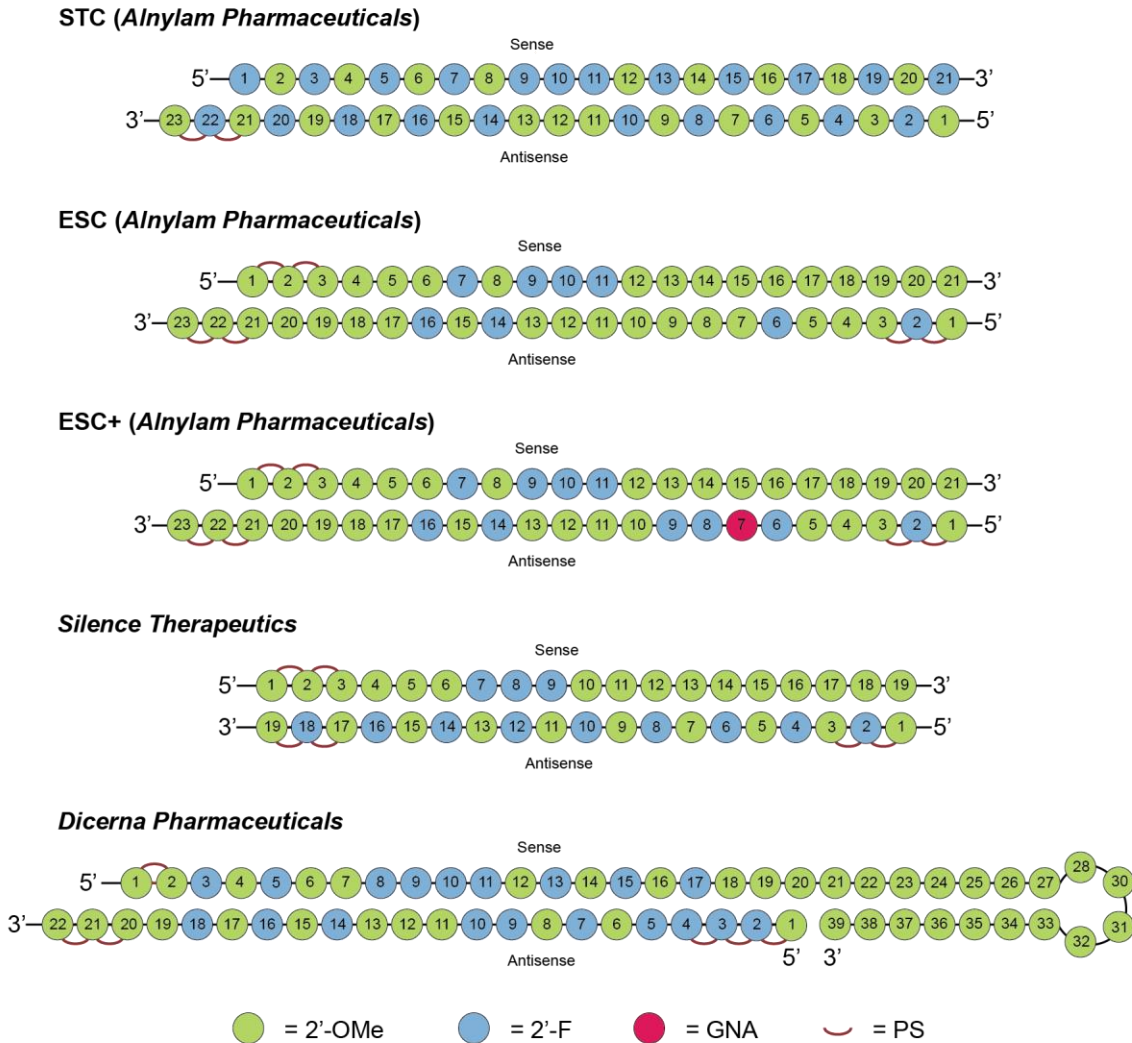 STC (Alnylam Pharmaceuticals)
Sense
5’ 1 2 3 4 5 6 7 8 9 10 11 12 13 14 15 16 17 18 19 20 21 3’
3’ 23 22 21 20 19 18 17 16 15 14 13 12 11 10 9 8 7 6 5 4 3 2 1 5’
Antisense
ESC (Alnylam Pharmaceuticals)
Sense
5’ 1 2 3 4 5 6 7 8 9 10 11 12 13 14 15 16 17 18 19 20 21 3’
3’ 23 22 21 20 19 18 17 16 15 14 13 12 11 10 9 8 7 6 5 4 3 2 1 5’
Antisense
ESC+ (Alnylam Pharmaceuticals)
Sense
5’ 1 2 3 4 5 6 7 8 9 10 11 12 13 14 15 16 17 18 19 20 21 3’
3’ 23 22 21 20 19 18 17 16 15 14 13 12 11 10 9 8 7 6 5 4 3 2 1 5’
Antisense
Silence Therapeutics
Sense
5’ 1 2 3 4 5 6 7 8 9 10 11 12 13 14 15 16 17 18 19 3’
3’ 19 18 17 16 15 14 13 12 11 10 9 8 7 6 5 4 3 2 1 5’
Antisense
Dicerna Pharmaceuticals
Sense
5’ 1 2 3 4 5 6 7 8 9 10 11 12 13 14 15 16 17 18 19 20 21 22 23 24 25 26 27 28 30
3’ 22 21 20 19 18 17 16 15 14 13 12 11 10 9 8 7 6 5 4 3 2 1 39 38 37 36 35 34 33 32 31
Antisense
5’ 3’
= 2’-OMe = 2’-F = GNA = PS